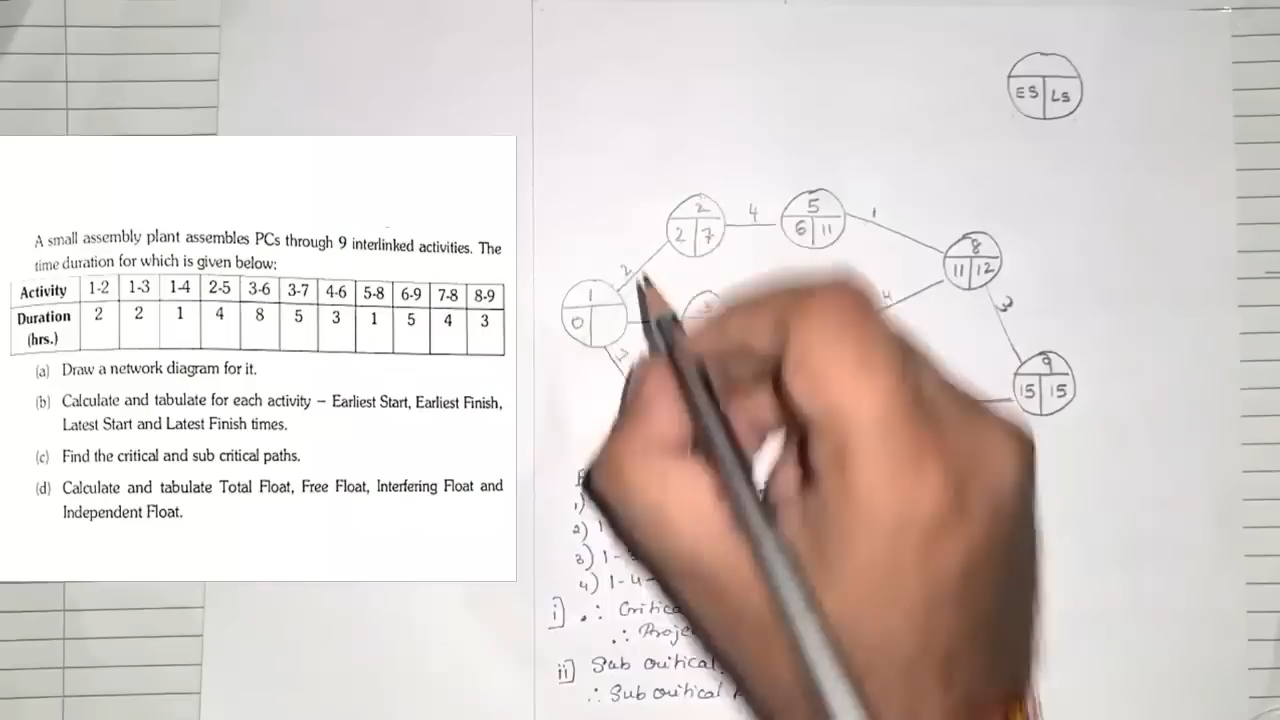 A small assembly plant assembles PCs through 9 interlinked activities. The
time duration for which is given below:
Activity 1-2 1-3 1-4 2-5 3-6 3-7 4-6 5-8 6-9 7-8 8-9
Duration (hrs.) 2 2 1 4 8 5 3 1 5 4 3
(a) Draw a network diagram for it.
(b) Calculate and tabulate for each activity – Earliest Start, Earliest Finish,
Latest Start and Latest Finish times.
(c) Find the critical and sub critical paths.
(d) Calculate and tabulate Total Float, Free Float, Interfering Float and
Independent Float.
ES LS
2
2 7
4
5
6 11
1
8
11 12
2
1
0
3
4
3
9
15 15
1)
2) 1
3) 1-
4) 1-4-
i] ∴ Critica
∴ Projec
ii] Sub critical
∴ Sub critical